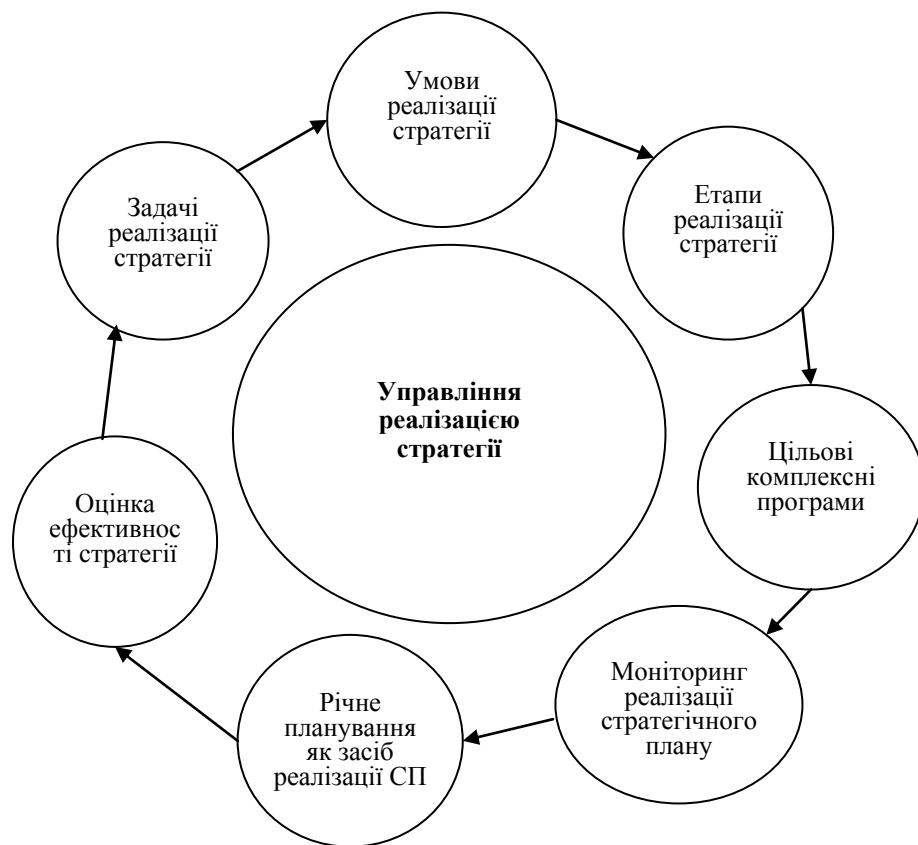 Умови
реалізації
стратегії
Етапи
реалізації
стратегії
Цільові
комплексні
програми
Моніторинг
реалізації
стратегічного
плану
Річне
планування
як засіб
реалізації СП
Оцінка
ефективнос
ті стратегії
Задачі
реалізації
стратегії
Управління
реалізацією
стратегії